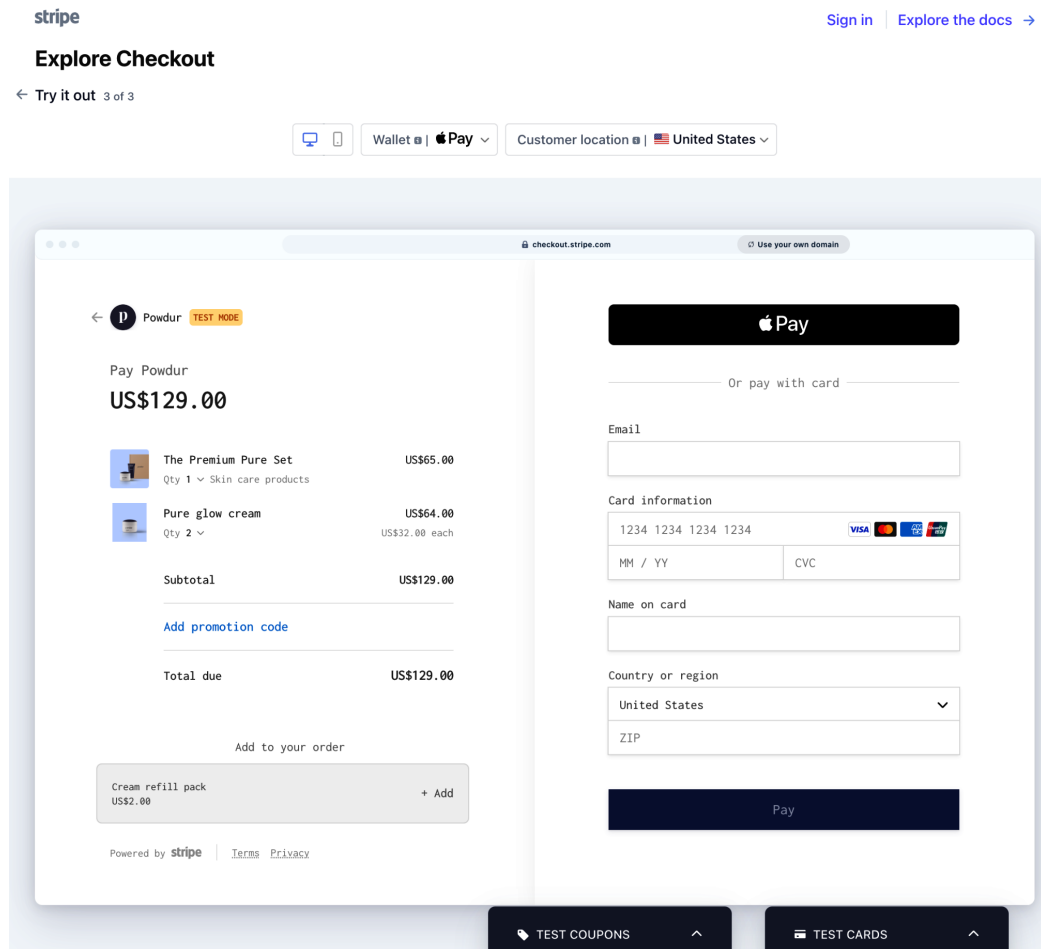 stripe
Sign in
Explore the docs →
Explore Checkout
← Try it out 3 of 3
Wallet | Pay
Customer location | United States
checkout.stripe.com
Use your own domain
Powdur TEST MODE
Pay Powdur
US$129.00
The Premium Pure Set US$65.00
Qty 1 Skin care products
Pure glow cream US$64.00
Qty 2 US$32.00 each
Subtotal US$129.00
Add promotion code
Total due US$129.00
Add to your order
Cream refill pack
US$2.00
+ Add
Powered by stripe Terms Privacy
Pay
Or pay with card
Email
Card information
1234 1234 1234 1234 VISA
MM / YY CVC
Name on card
Country or region
United States
ZIP
Pay
TEST COUPONS
TEST CARDS